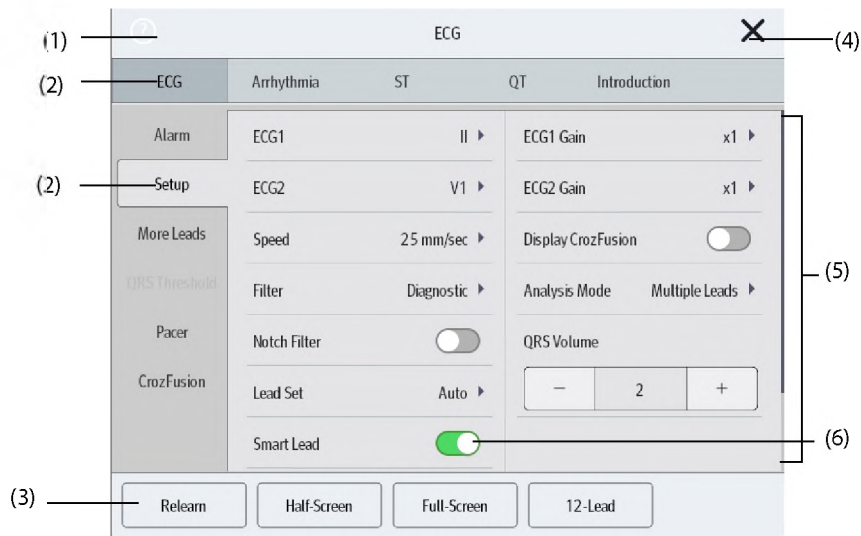 (1) ? ECG (4)
(2) ECG Arrhythmia ST QT Introduction
Alarm ECG1 II ECG1 Gain x1
(2) Setup ECG2 V1 ECG2 Gain x1
More Leads Speed 25 mm/sec Display CrozFusion
(5)
QRS Threshold Filter Diagnostic Analysis Mode Multiple Leads
Pacer Notch Filter QRS Volume
CrozFusion Lead Set Auto − 2 +
Smart Lead (6)
(3) Relearn Half-Screen Full-Screen 12-Lead